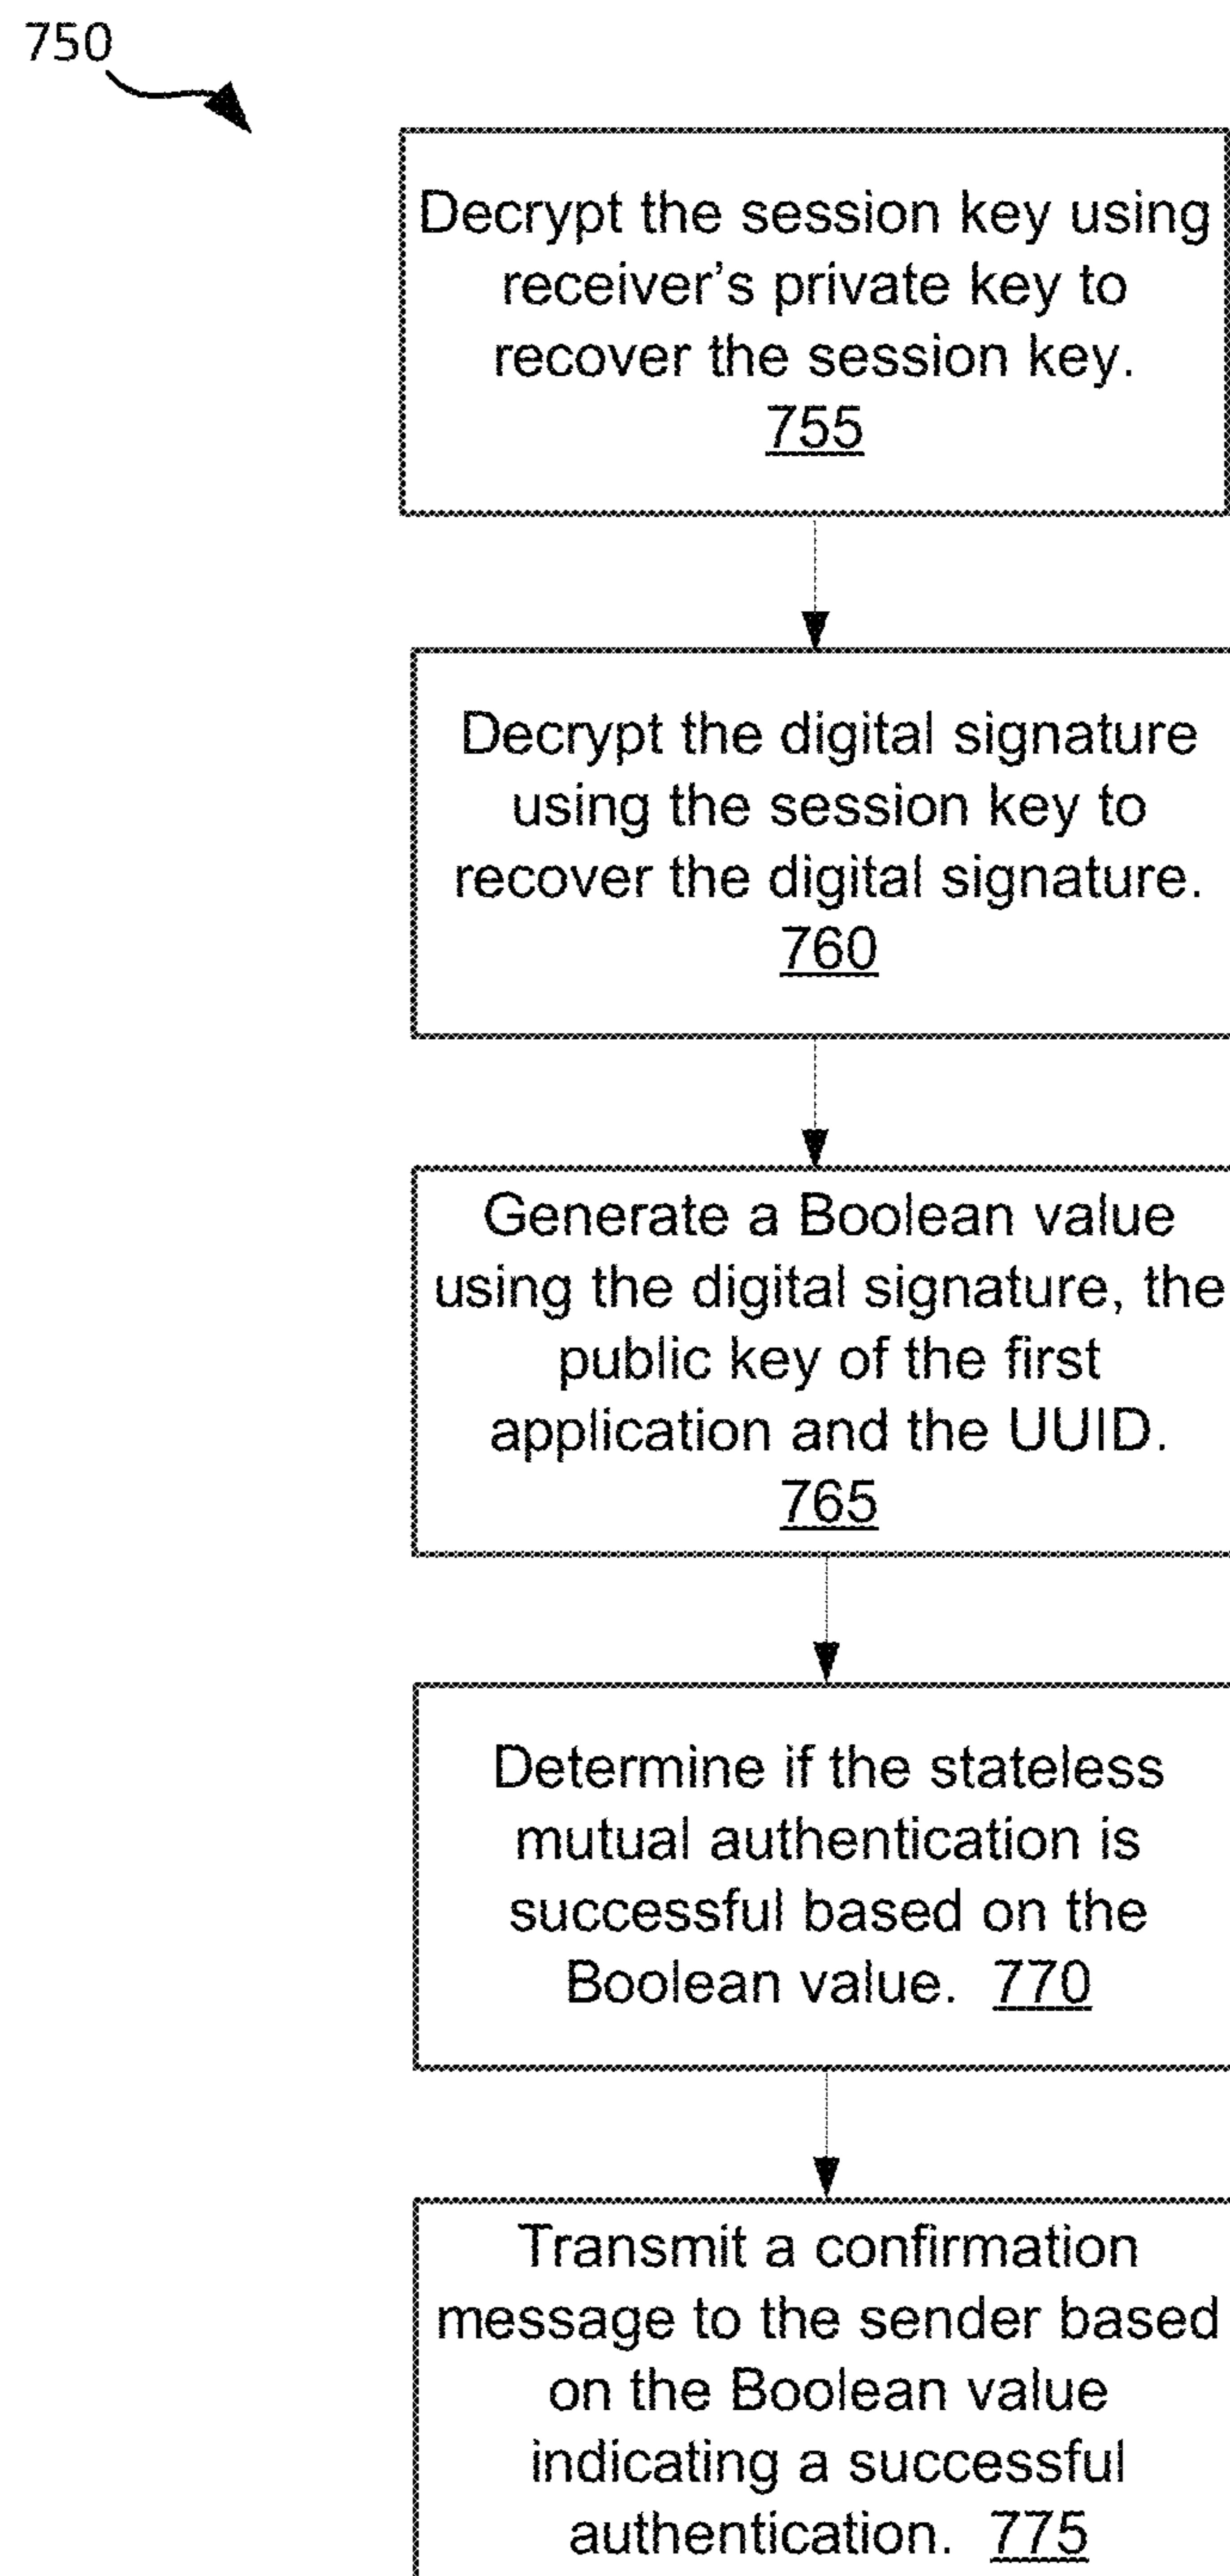 750
Decrypt the session key using
receiver's private key to
recover the session key.
755
Decrypt the digital signature
using the session key to
recover the digital signature.
760
Generate a Boolean value
using the digital signature, the
public key of the first
application and the UUID.
765
Determine if the stateless
mutual authentication is
successful based on the
Boolean value. 770
Transmit a confirmation
message to the sender based
on the Boolean value
indicating a successful
authentication. 775